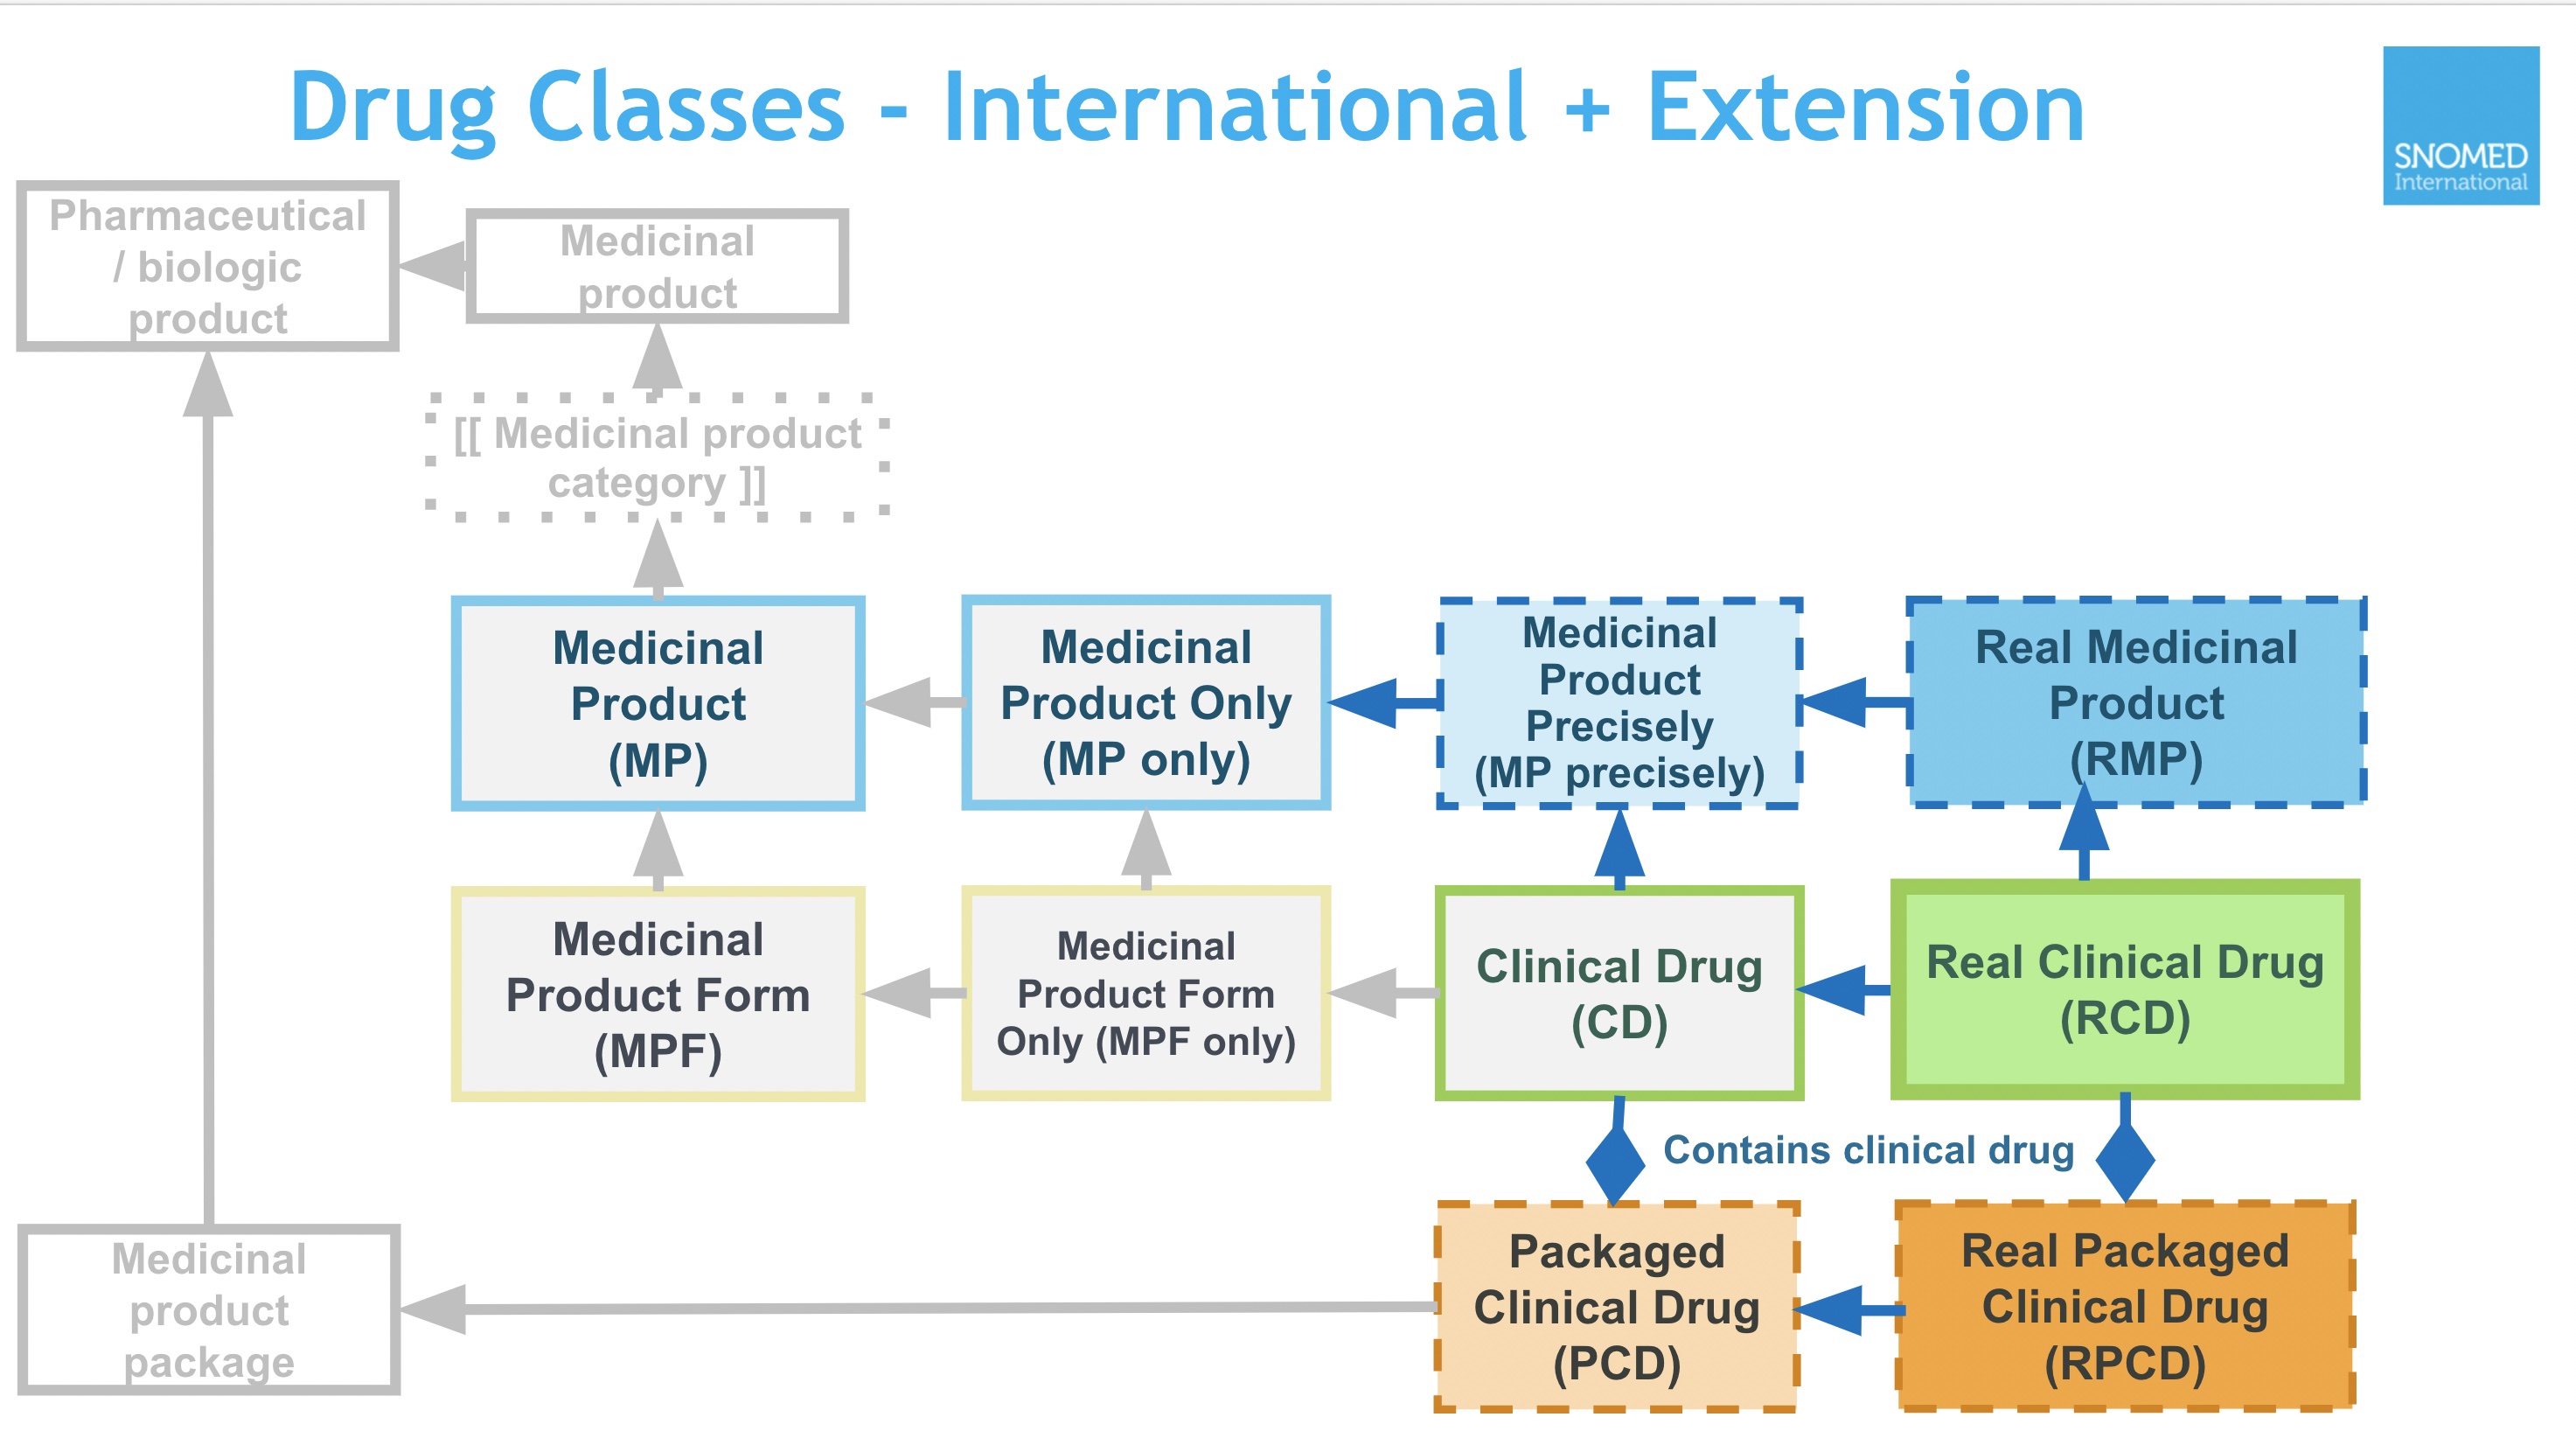 Drug Classes - International + Extension
SNOMED
International
Pharmaceutical
/ biologic
product
Medicinal
product
[[ Medicinal product
category ]]
Medicinal
Product
(MP)
Medicinal
Product Only
(MP only)
Medicinal
Product
Precisely
(MP precisely)
Real Medicinal
Product
(RMP)
Medicinal
Product Form
(MPF)
Medicinal
Product Form
Only (MPF only)
Clinical Drug
(CD)
Real Clinical Drug
(RCD)
Contains clinical drug
Medicinal
product
package
Packaged
Clinical Drug
(PCD)
Real Packaged
Clinical Drug
(RPCD)